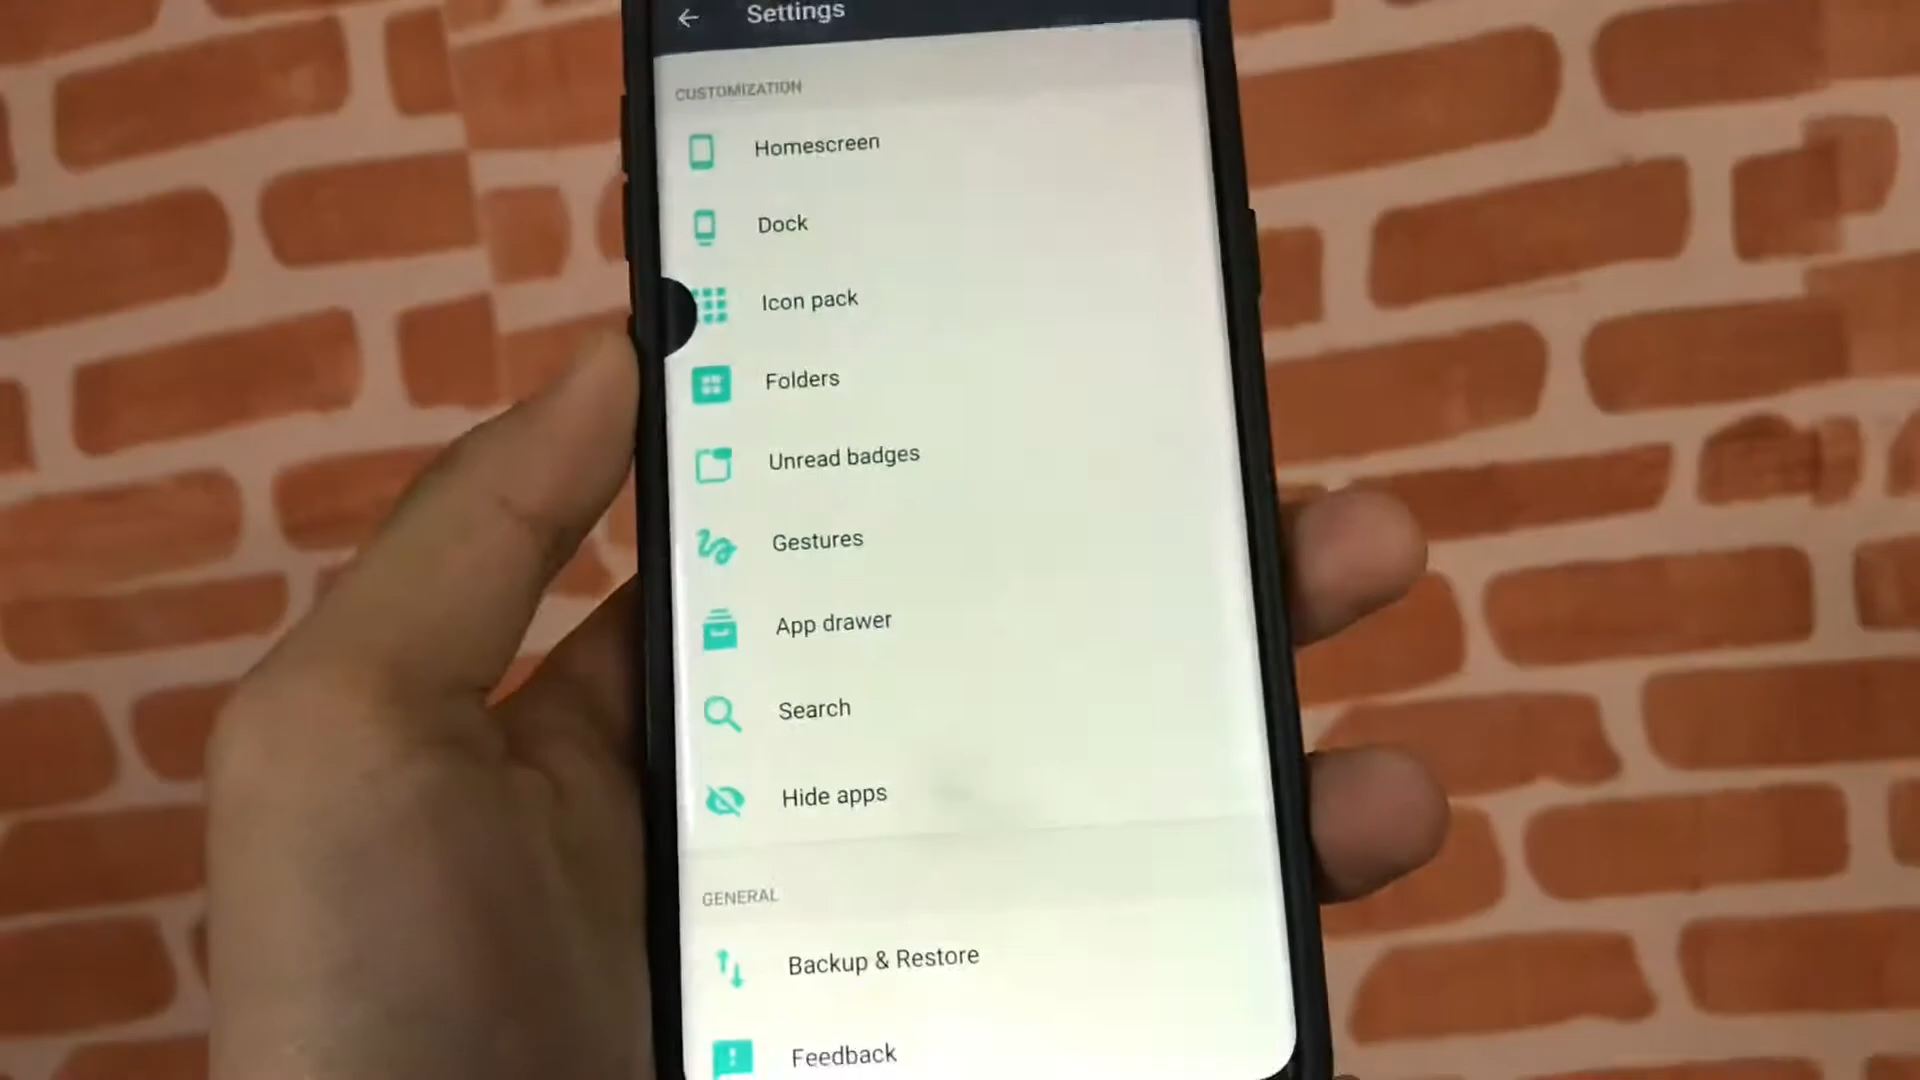 Settings
CUSTOMIZATION
Homescreen
Dock
Icon pack
Folders
Unread badges
Gestures
App drawer
Search
Hide apps
GENERAL
Backup & Restore
Feedback